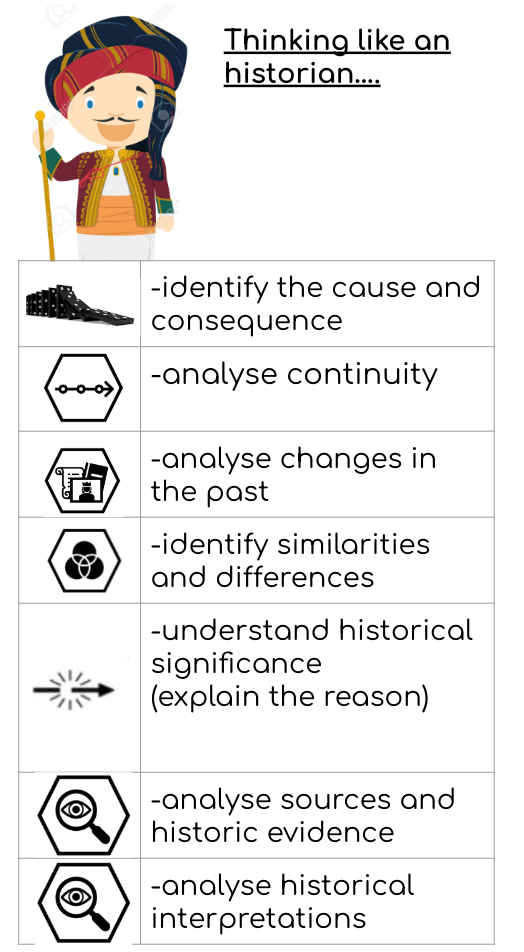 Thinking like an
historian....
-identify the cause and
consequence
-analyse continuity
-analyse changes in
the past
-identify similarities
and differences
-understand historical
significance
(explain the reason)
-analyse sources and
historic evidence
-analyse historical
interpretations